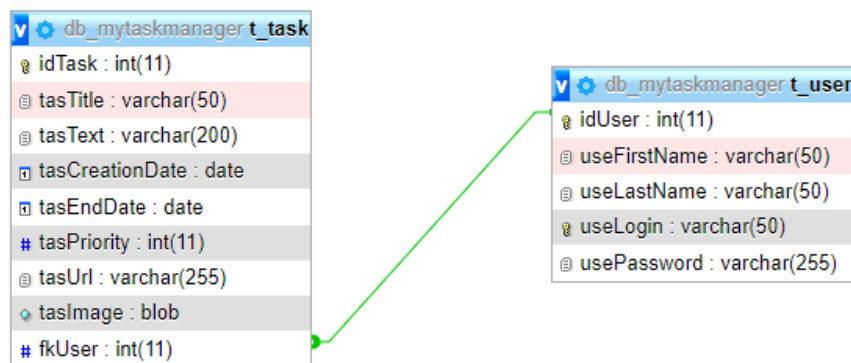 v db_mytaskmanager t_task
idTask : int(11)
tasTitle : varchar(50)
tasText : varchar(200)
tasCreationDate : date
tasEndDate : date
# tasPriority : int(11)
tasUrl : varchar(255)
tasImage : blob
# fkUser : int(11)
v db_mytaskmanager t_user
idUser : int(11)
useFirstName : varchar(50)
useLastName : varchar(50)
useLogin : varchar(50)
usePassword : varchar(255)